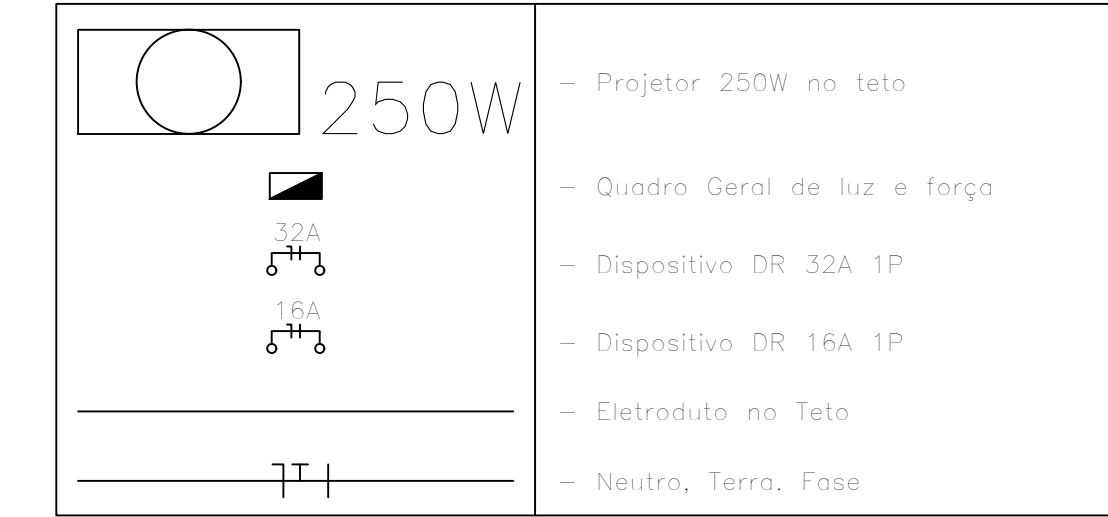 250W - Projetor 250W no teto
- Quadro Geral de luz e força
32A
- Dispositivo DR 32A 1P
16A
- Dispositivo DR 16A 1P
- Eletroduto no Teto
- Neutro, Terra. Fase